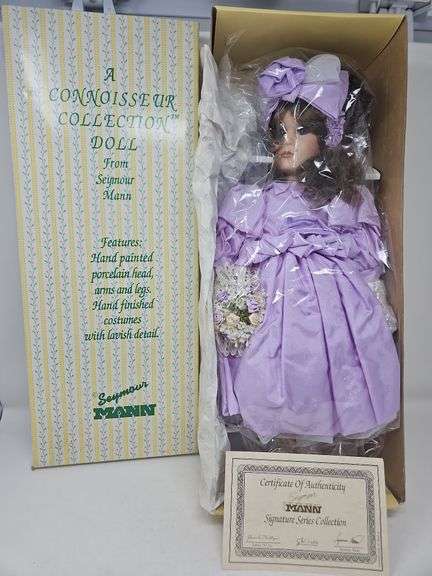 A
CONNOISSEUR
COLLECTION™
DOLL
From
Seymour
Mann
Features:
Hand painted
porcelain head,
arms and legs.
Hand finished
costumes
with lavish detail.
Seymour
MANN
Certificate Of Authenticity
Seymour
MANN
Signature Series Collection